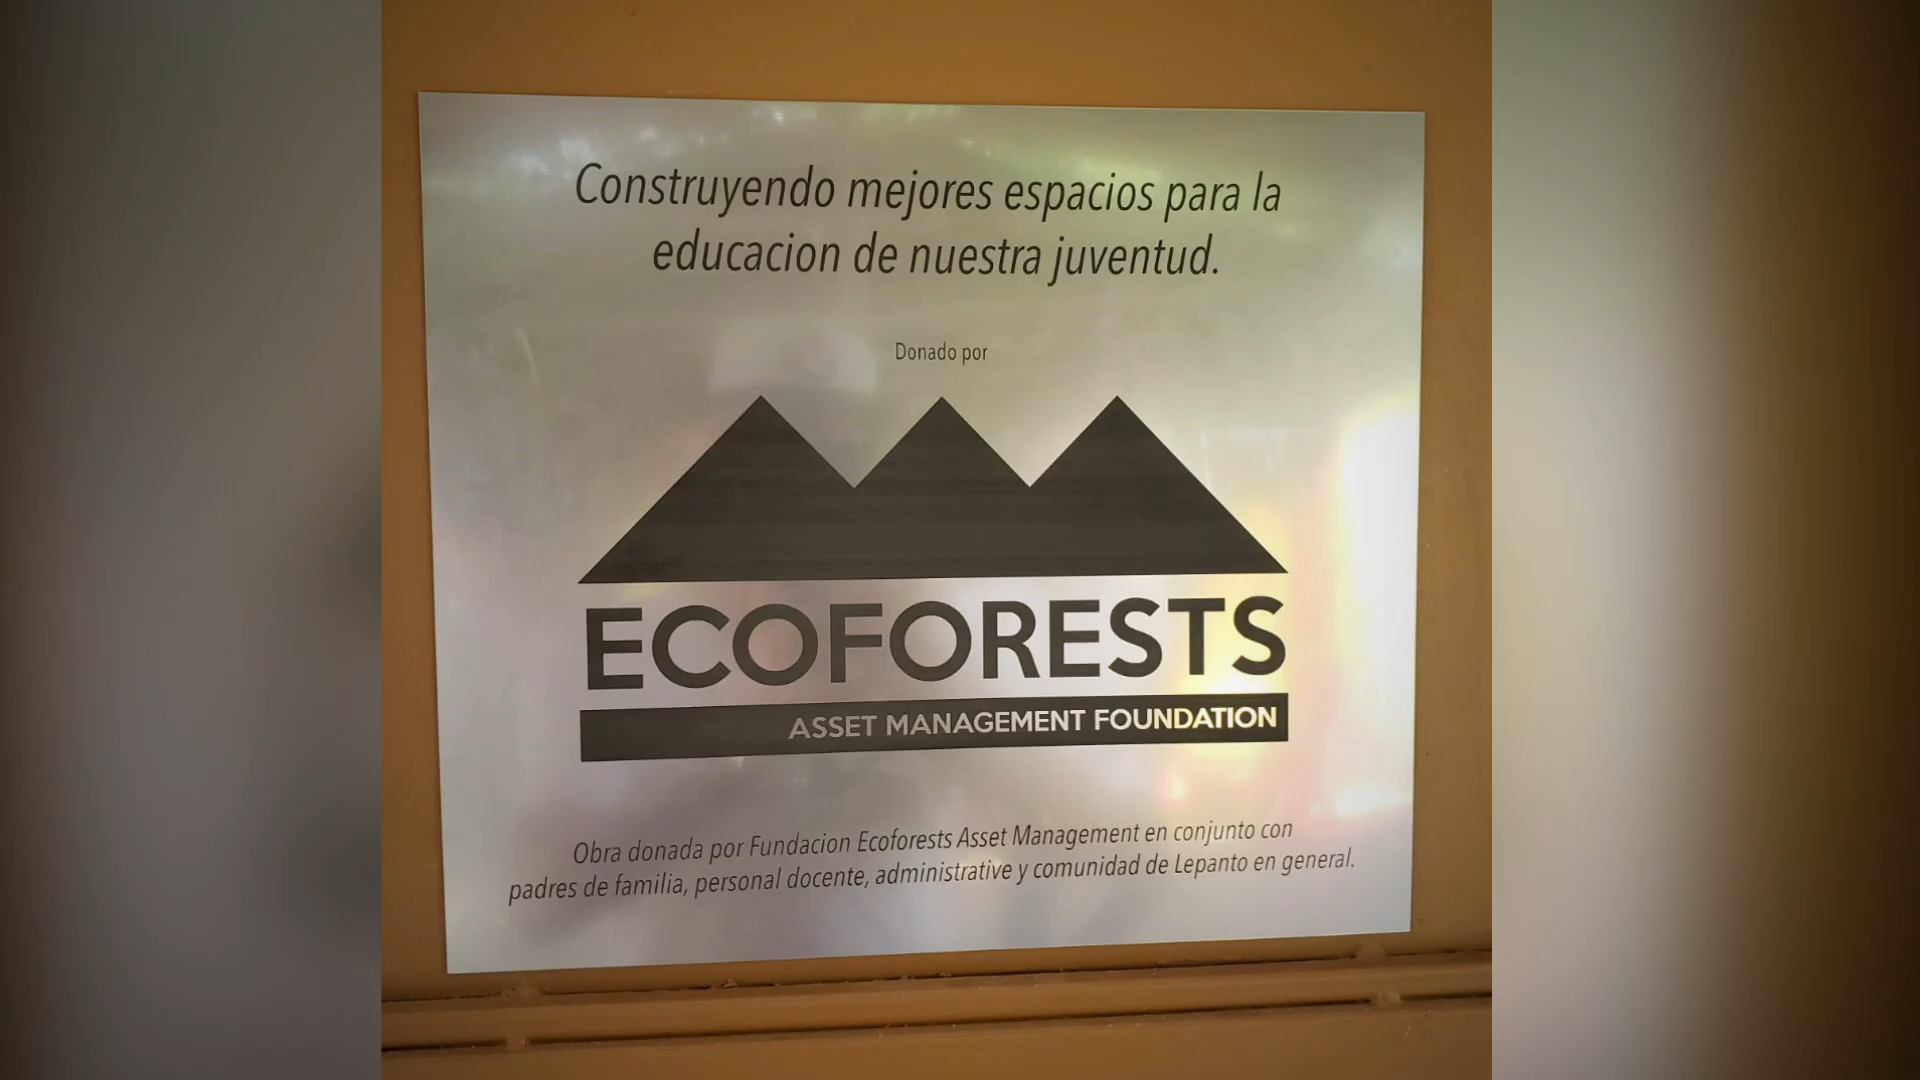 Construyendo mejores espacios para la
educacion de nuestra juventud.
Donado por
ECOFORESTS
ASSET MANAGEMENT FOUNDATION
Obra donada por Fundacion Ecoforests Asset Management en conjunto con
padres de familia, personal docente, administrative y comunidad de Lepanto en general.